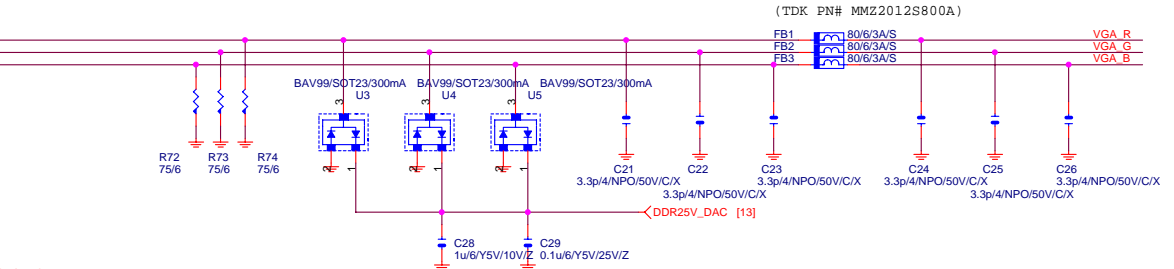 (TDK PN# MMZ2012S800A)
FB1 80/6/3A/S VGA_R
FB2 80/6/3A/S VGA_G
FB3 80/6/3A/S VGA_B
BAV99/SOT23/300mA BAV99/SOT23/300mA BAV99/SOT23/300mA
U3 U4 U5
3 3 3
R72 R73 R74
75/6 75/6 75/6
2 1 2 1 2 1
C21 C22 C23 C24 C25 C26
3.3p/4/NPO/50V/C/X 3.3p/4/NPO/50V/C/X 3.3p/4/NPO/50V/C/X
3.3p/4/NPO/50V/C/X 3.3p/4/NPO/50V/C/X 3.3p/4/NPO/50V/C/X
DDR25V_DAC [13]
C28 C29
1u/6/Y5V/10V/Z 0.1u/6/Y5V/25V/Z